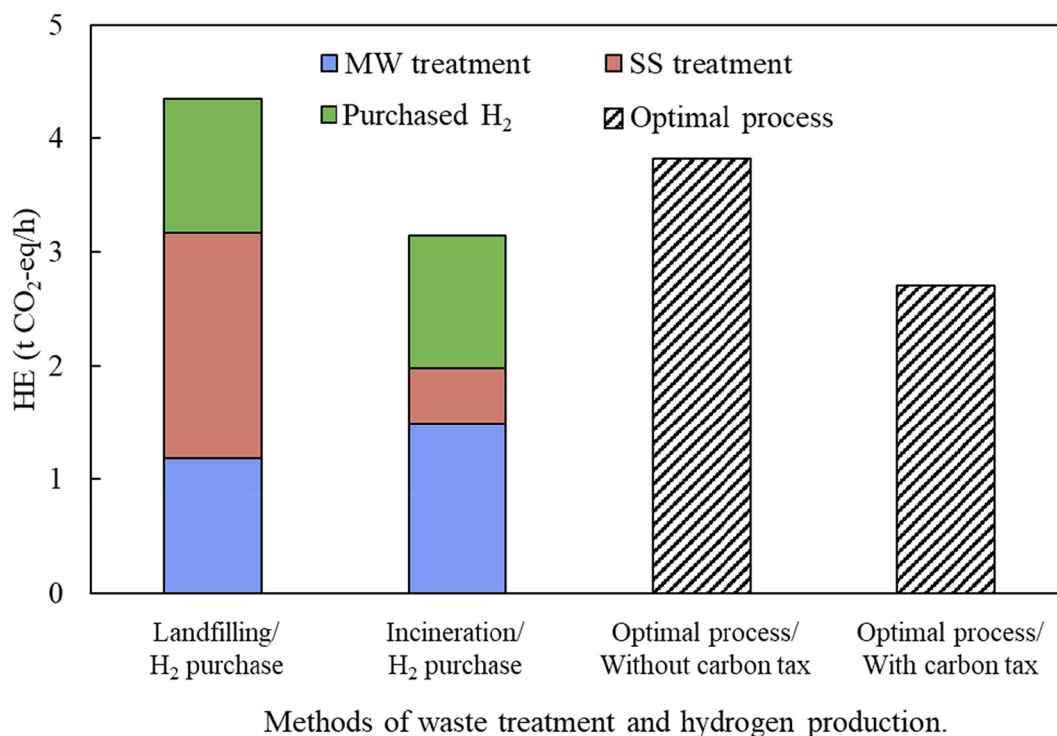 5
4
3
2
1
0
HE (t CO₂-eq/h)
MW treatment
SS treatment
Purchased H₂
Optimal process
Landfilling/
H₂ purchase
Incineration/
H₂ purchase
Optimal process/
Without carbon tax
Optimal process/
With carbon tax
Methods of waste treatment and hydrogen production.